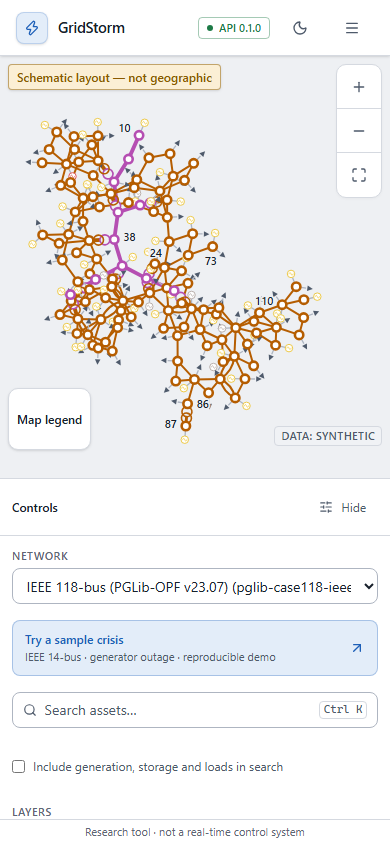 GridStorm
API 0.1.0
Schematic layout — not geographic
10
38
24
73
110
86
87
Map legend
DATA: SYNTHETIC
Controls
Hide
NETWORK
IEEE 118-bus (PGLib-OPF v23.07) (pglib-case118-ieee
Try a sample crisis
IEEE 14-bus · generator outage · reproducible demo
Search assets...
Ctrl K
Include generation, storage and loads in search
LAYERS
Research tool · not a real-time control system